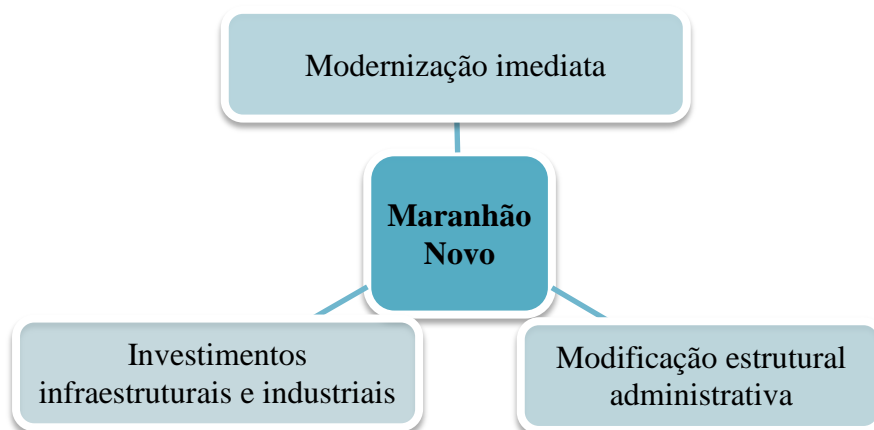 Modernização imediata
Maranhão
Novo
Investimentos
infraestruturais e industriais
Modificação estrutural
administrativa